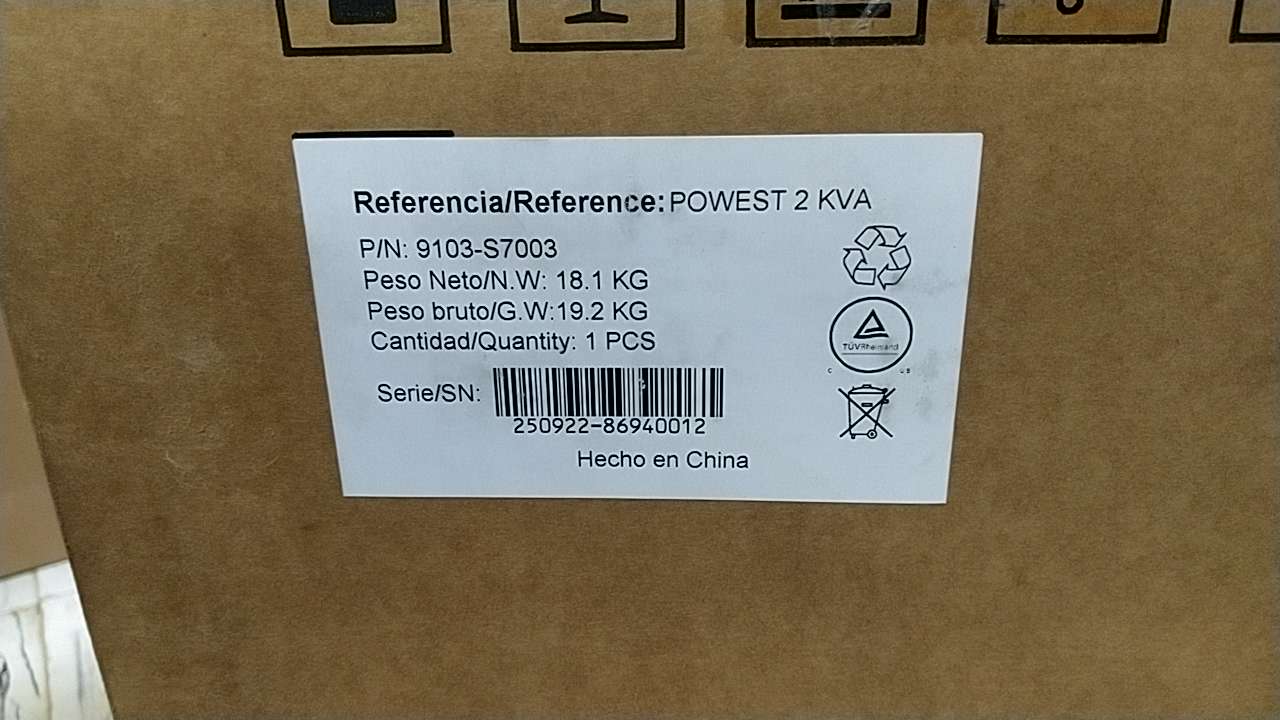 Referencia/Reference: POWEST 2 KVA
P/N: 9103-S7003
Peso Neto/N.W: 18.1 KG
Peso bruto/G.W:19.2 KG
Cantidad/Quantity: 1 PCS
TÜVRheinland
C US
Serie/SN:
250922-86940012
Hecho en China